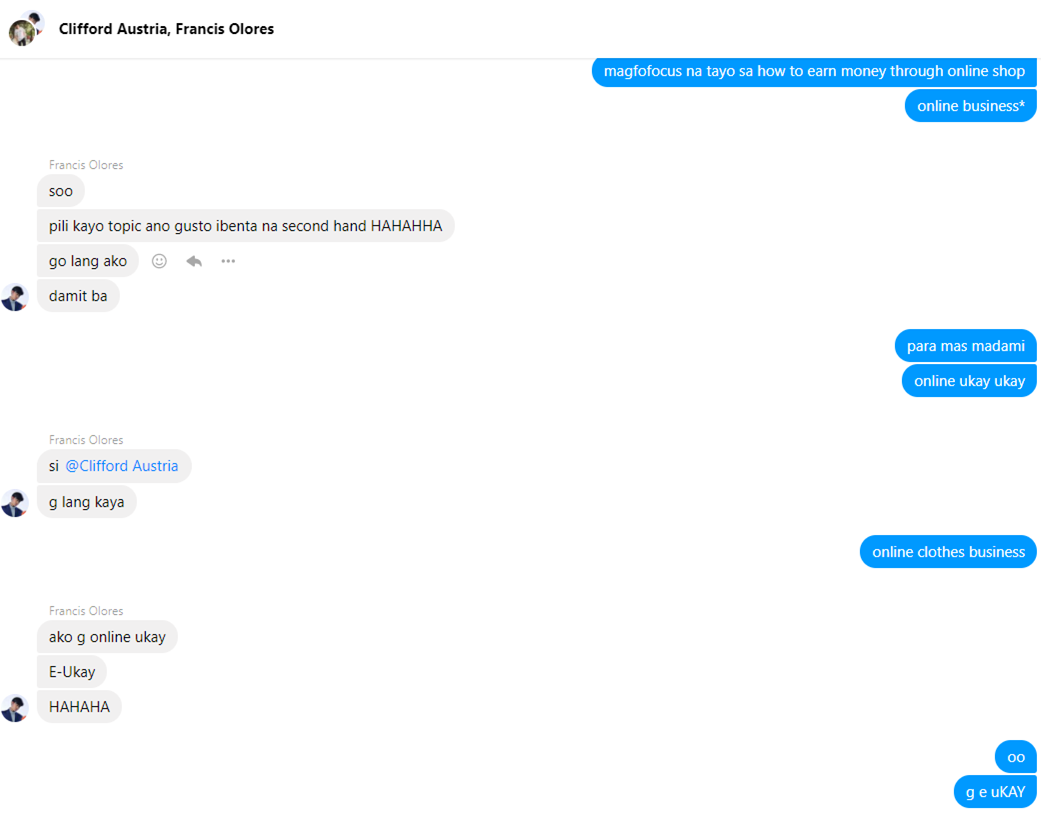 Clifford Austria, Francis Olores
magfofocus na tayo sa how to earn money through online shop
online business*
Francis Olores
soo
pili kayo topic ano gusto ibenta na second hand HAHAHHA
go lang ako
damit ba
para mas madami
online ukay ukay
Francis Olores
si @Clifford Austria
g lang kaya
online clothes business
Francis Olores
ako g online ukay
E-Ukay
HAHAHA
oo
g e uKAY